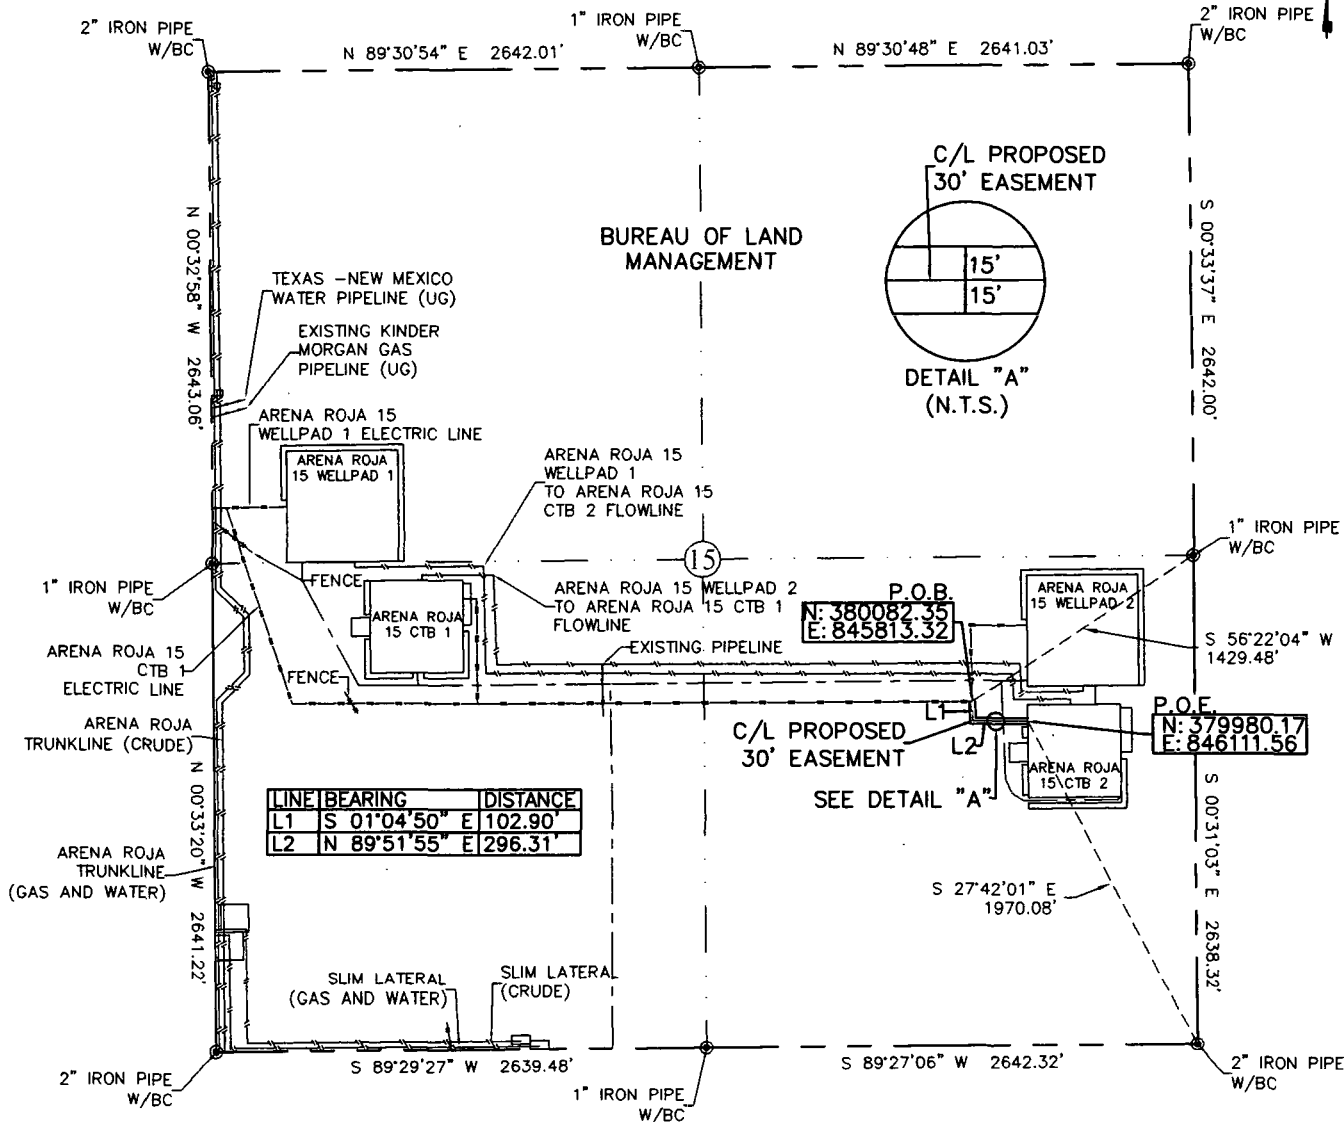 2" IRON PIPE
W/BC
N 89°30'54" E 2642.01'
1" IRON PIPE
W/BC
N 89°30'48" E 2641.03'
2" IRON PIPE
W/BC
C/L PROPOSED
30' EASEMENT
BUREAU OF LAND
MANAGEMENT
15'
15'
DETAIL "A"
(N.T.S.)
N 00°32'58" W 2643.06'
S 00°33'37" E 2642.00'
TEXAS -NEW MEXICO
WATER PIPELINE (UG)
EXISTING KINDER
MORGAN GAS
PIPELINE (UG)
ARENA ROJA 15
WELLPAD 1 ELECTRIC LINE
ARENA ROJA
15 WELLPAD 1
ARENA ROJA 15
WELLPAD 1
TO ARENA ROJA 15
CTB 2 FLOWLINE
15
1" IRON PIPE
W/BC
1" IRON PIPE
W/BC
FENCE
ARENA ROJA
15 CTB 1
ARENA ROJA 15 WELLPAD 2
TO ARENA ROJA 15 CTB 1
FLOWLINE
P.O.B.
N: 380082.35
E: 845813.32
ARENA ROJA
15 WELLPAD 2
S 56°22'04" W
1429.48'
ARENA ROJA 15
CTB 1
ELECTRIC LINE
EXISTING PIPELINE
FENCE
L1
L2
P.O.E.
N: 379980.17
E: 846111.56
ARENA ROJA
TRUNKLINE (CRUDE)
C/L PROPOSED
30' EASEMENT
SEE DETAIL "A"
ARENA ROJA
15 CTB 2
LINE BEARING DISTANCE
L1 S 01°04'50" E 102.90'
L2 N 89°51'55" E 296.31'
N 00°33'20" W 2641.22'
S 00°31'03" E 2638.32'
ARENA ROJA
TRUNKLINE
(GAS AND WATER)
S 27°42'01" E
1970.08'
SLIM LATERAL
(GAS AND WATER)
SLIM LATERAL
(CRUDE)
2" IRON PIPE
W/BC
S 89°29'27" W 2639.48'
1" IRON PIPE
W/BC
S 89°27'06" W 2642.32'
2" IRON PIPE
W/BC